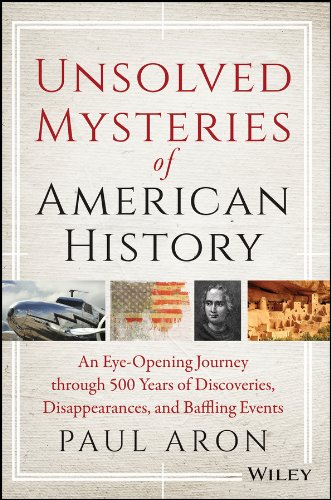 UNSOLVED
MYSTERIES
of
AMERICAN
HISTORY
An Eye-Opening Journey
through 500 Years of Discoveries,
Disappearances, and Baffling Events
PAUL ARON
WILEY